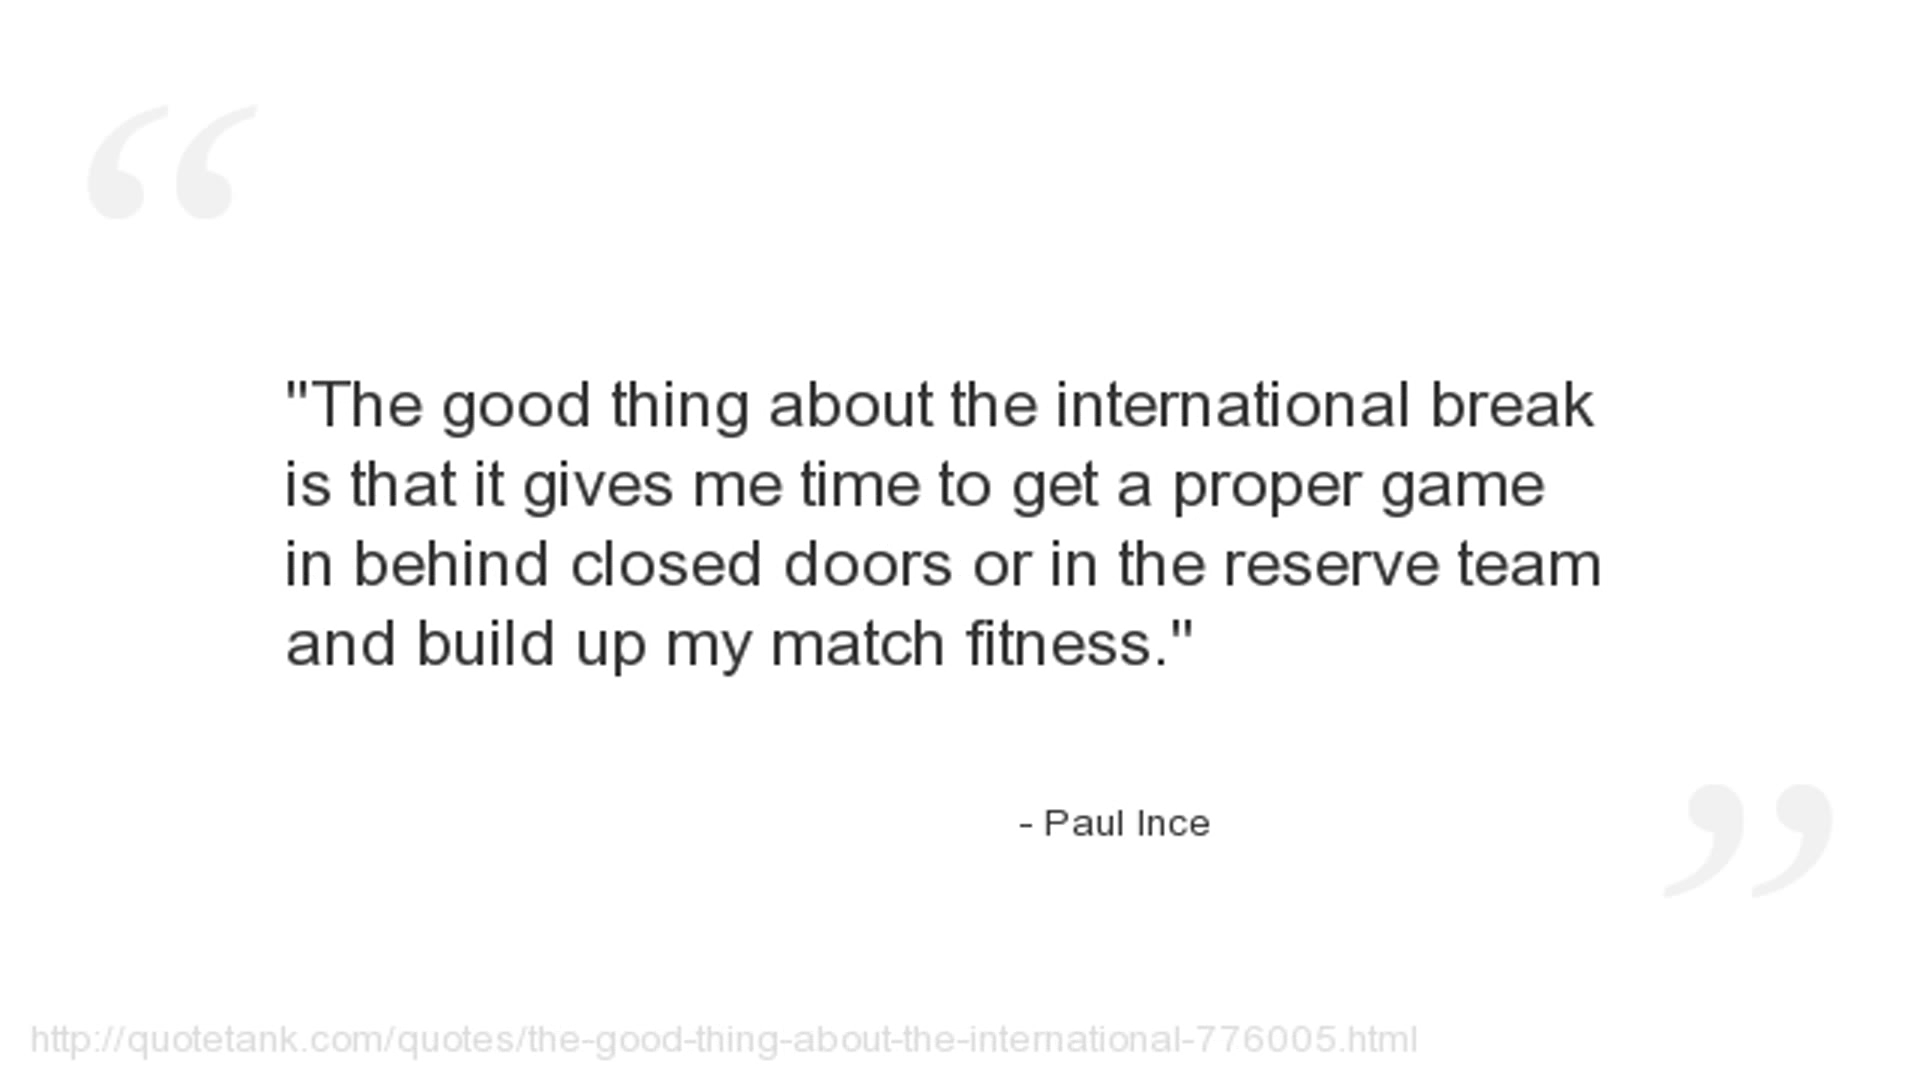 "The good thing about the international break
is that it gives me time to get a proper game
in behind closed doors or in the reserve team
and build up my match fitness."
- Paul Ince
http://quotetank.com/quotes/the-good-thing-about-the-international-776005.html